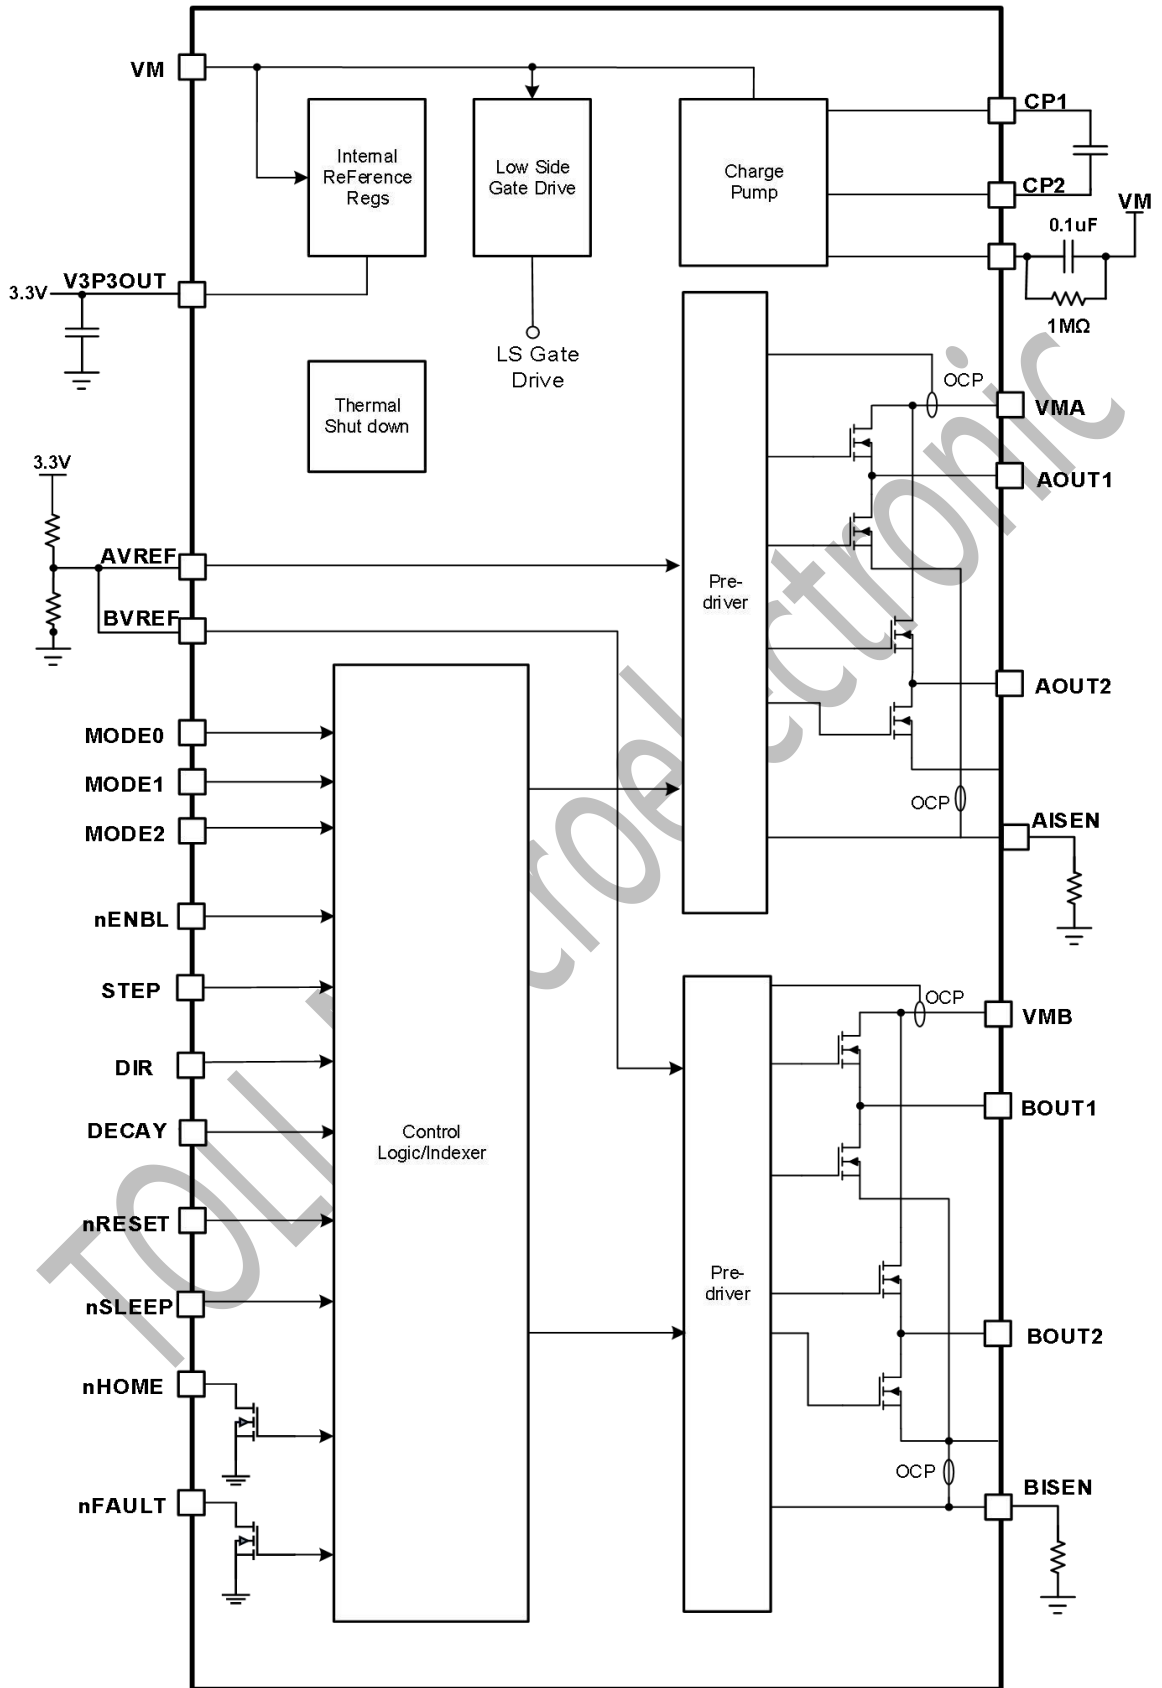 VM
CP1
Internal
ReFerence
Regs
Low Side
Gate Drive
Charge
Pump
CP2
VM
0.1uF
V3P3OUT
3.3V
1MΩ
LS Gate
Drive
OCP
Thermal
Shut down
VMA
3.3V
AOUT1
AVREF
Pre-
driver
BVREF
AOUT2
MODE0
MODE1
OCP
MODE2
AISEN
nENBL
STEP
OCP
VMB
DIR
BOUT1
DECAY
Control
Logic/Indexer
nRESET
Pre-
driver
nSLEEP
BOUT2
nHOME
OCP
BISEN
nFAULT